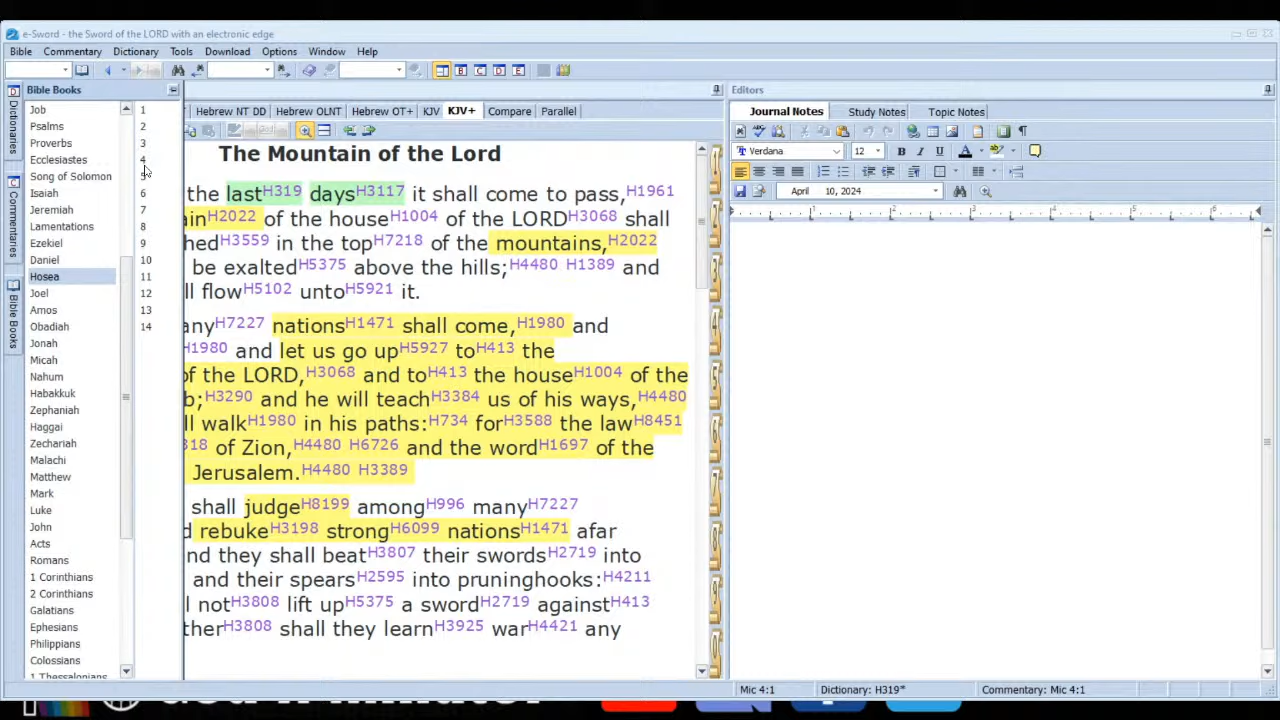 e-Sword - the Sword of the LORD with an electronic edge
Bible Commentary Dictionary Tools Download Options Window Help
Bible Books
Editors
Dictionaries
Commentaries
Bible Books
Job
Psalms
Proverbs
Ecclesiastes
Song of Solomon
Isaiah
Jeremiah
Lamentations
Ezekiel
Daniel
Hosea
Joel
Amos
Obadiah
Jonah
Micah
Nahum
Habakkuk
Zephaniah
Haggai
Zechariah
Malachi
Matthew
Mark
Luke
John
Acts
Romans
1 Corinthians
2 Corinthians
Galatians
Ephesians
Philippians
Colossians
1 Thessalonians
1
2
3
4
6
7
8
9
10
11
12
13
14
Hebrew NT DD Hebrew OLNT Hebrew OT+ KJV KJV+ Compare Parallel
The Mountain of the Lord
the lastH319 daysH3117 it shall come to pass,H1961
ainH2022 of the houseH1004 of the LORDH3068 shall
hedH3559 in the topH7218 of the mountains,H2022
be exaltedH5375 above the hills;H4480 H1389 and
ll flowH5102 untoH5921 it.
anyH7227 nationsH1471 shall come,H1980 and
H1980 and let us go upH5927 toH413 the
of the LORD,H3068 and toH413 the houseH1004 of the
b;H3290 and he will teachH3384 us of his ways,H4480
ll walkH1980 in his paths:H734 forH3588 the lawH8451
318 of Zion,H4480 H6726 and the wordH1697 of the
Jerusalem.H4480 H3389
shall judgeH8199 amongH996 manyH7227
d rebukeH3198 strongH6099 nationsH1471 afar
nd they shall beatH3807 their swordsH2719 into
and their spearsH2595 into pruninghooks:H4211
l notH3808 lift upH5375 a swordH2719 againstH413
therH3808 shall they learnH3925 warH4421 any
Journal Notes Study Notes Topic Notes
Verdana 12 B I U A
April 10, 2024
1 2 3 4 5 6
Mic 4:1 Dictionary: H319* Commentary: Mic 4:1